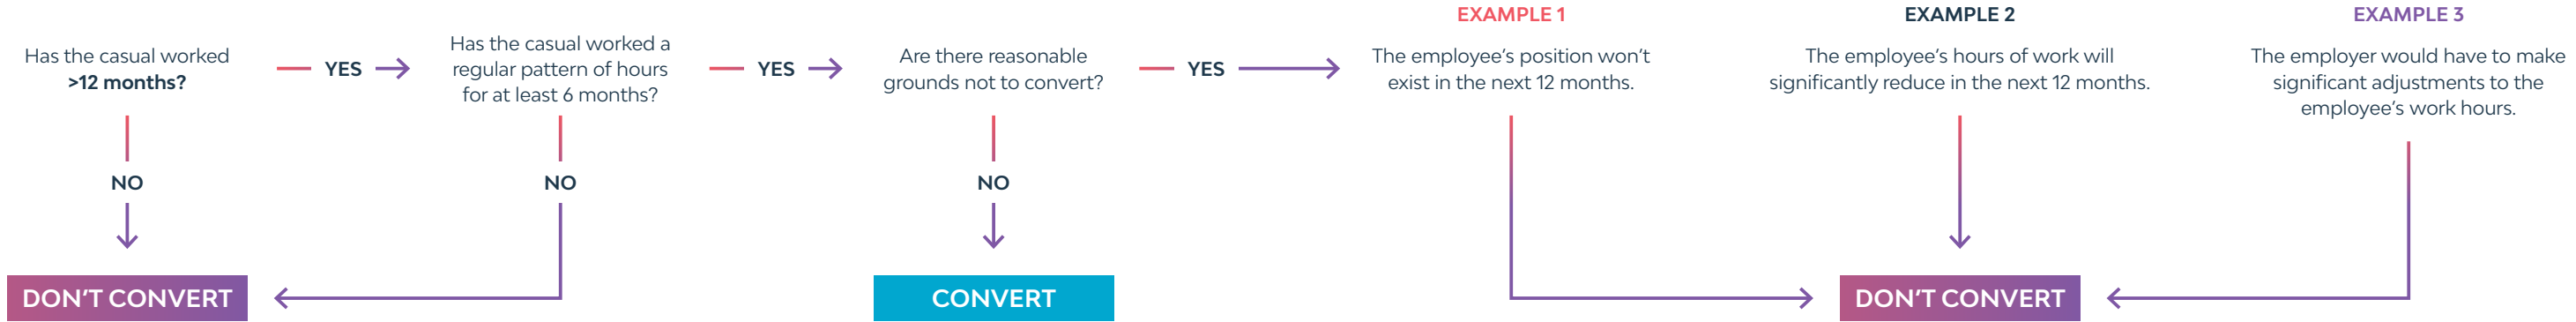 Has the casual worked
>12 months?
YES
Has the casual worked a
regular pattern of hours
for at least 6 months?
YES
Are there reasonable
grounds not to convert?
YES
EXAMPLE 1
The employee’s position won’t
exist in the next 12 months.
EXAMPLE 2
The employee’s hours of work will
significantly reduce in the next 12 months.
EXAMPLE 3
The employer would have to make
significant adjustments to the
employee’s work hours.
NO
NO
NO
DON’T CONVERT
CONVERT
DON’T CONVERT